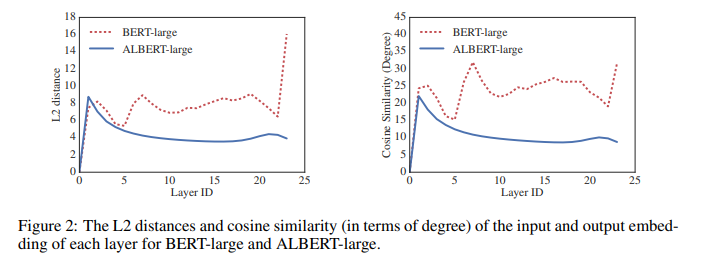 18
16
14
12
10
8
6
4
2
0
L2 distance
BERT-large
ALBERT-large
0 5 10 15 20 25
Layer ID
45
40
35
30
25
20
15
10
5
0
Cosine Similarity (Degree)
BERT-large
ALBERT-large
0 5 10 15 20 25
Layer ID
Figure 2: The L2 distances and cosine similarity (in terms of degree) of the input and output embed-
ding of each layer for BERT-large and ALBERT-large.